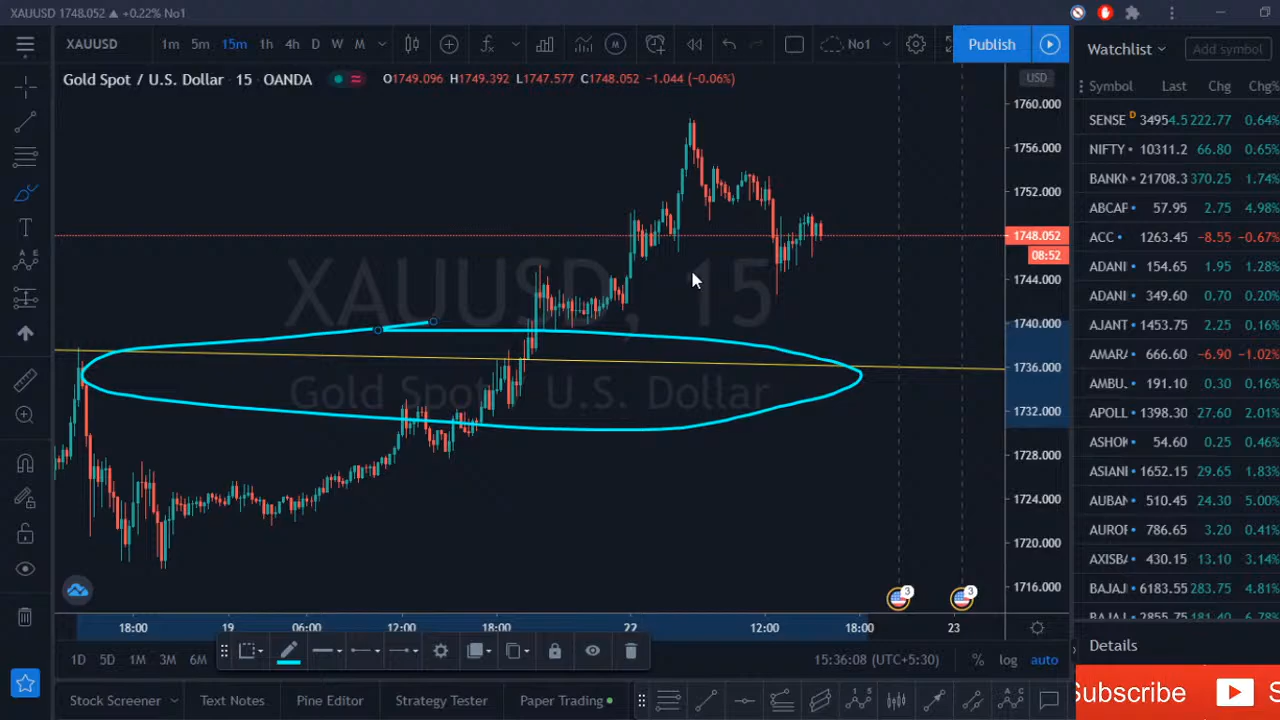 XAUUSD 1748.052 ▲ +0.22% No1
XAUUSD 1m 5m 15m 1h 4h D W M No1 Publish
Watchlist Add symbol
Gold Spot / U.S. Dollar 15 OANDA O1749.096 H1749.392 L1747.577 C1748.052 −1.044 (−0.06%)
USD
Symbol Last Chg Chg%
SENSE D 34954.5 222.77 0.64%
NIFTY 10311.2 66.80 0.65%
BANKN 21708.3 370.25 1.74%
ABCAP 57.95 2.75 4.98%
ACC 1263.45 −8.55 −0.67%
ADANI 154.65 1.95 1.28%
ADANI 349.60 0.70 0.20%
AJANT 1453.75 2.25 0.16%
AMARA 666.60 −6.90 −1.02%
AMBU. 191.10 0.30 0.16%
APOLL 1398.30 27.60 2.01%
ASHOK 54.60 0.25 0.46%
ASIANI 1652.15 29.65 1.83%
AUBAN 510.45 24.30 5.00%
AUROF 786.65 3.20 0.41%
AXISBA 430.15 13.10 3.14%
BAJAJ 6183.55 283.75 4.81%
1760.000
1756.000
1752.000
1748.052
08:52
1744.000
1740.000
1736.000
1732.000
1728.000
1724.000
1720.000
1716.000
XAUUSD, 15
Gold Spot U.S. Dollar
3 3
18:00 19 06:00 12:00 18:00 22 12:00 18:00 23
Details
1D 5D 1M 3M 6M
15:36:08 (UTC+5:30) % log auto
Stock Screener Text Notes Pine Editor Strategy Tester Paper Trading
Subscribe